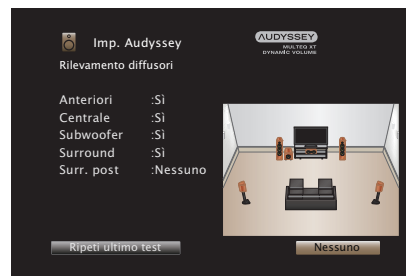 Imp. Audyssey
AUDYSSEY
MULTEQ XT
DYNAMIC VOLUME
Rilevamento diffusori
Anteriori :Sì
Centrale :Sì
Subwoofer :Sì
Surround :Sì
Surr. post :Nessuno
Ripeti ultimo test
Nessuno